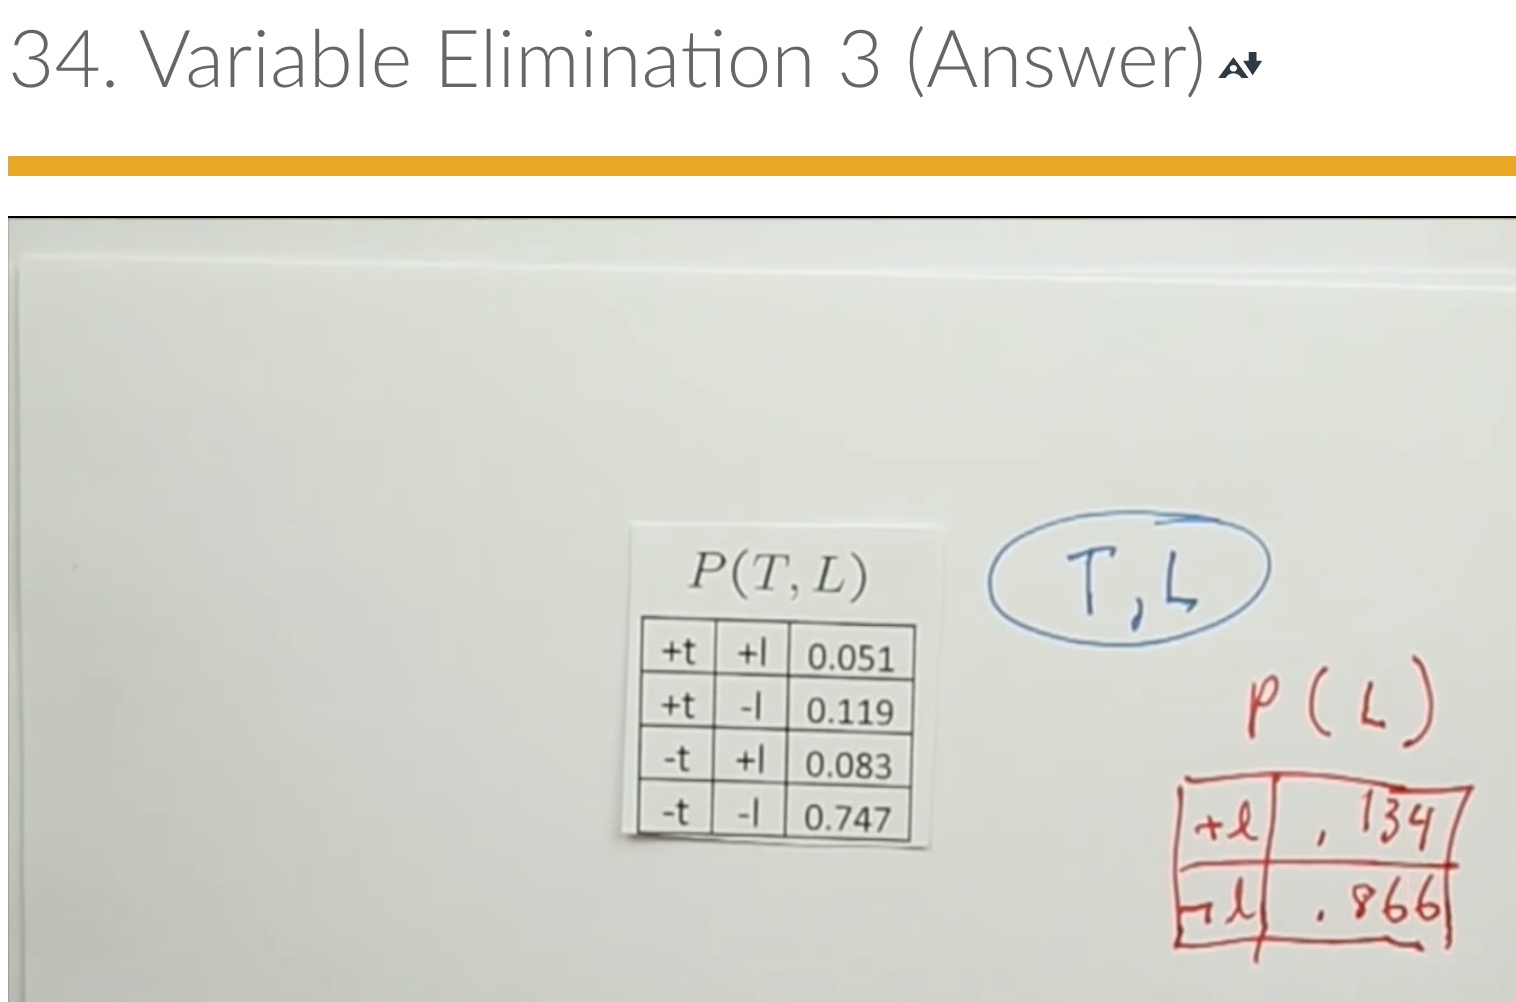 34. Variable Elimination 3 (Answer)
P(T, L)
+t +l 0.051
+t -l 0.119
-t +l 0.083
-t -l 0.747
T, L
P(L)
+l .134
¬l .866